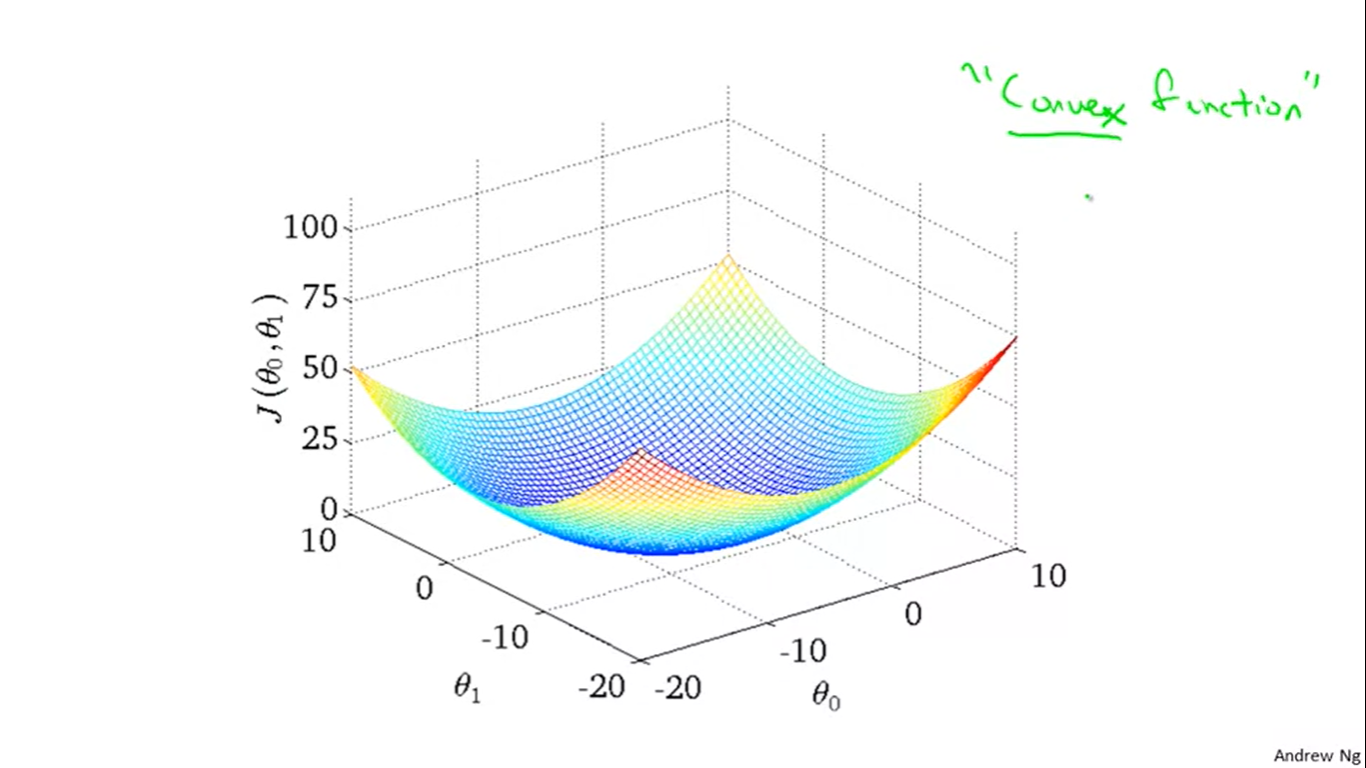 "Convex function"
100
75
50
25
0
J (θ₀, θ₁)
10
0
-10
-20
θ₁
-20
-10
0
10
θ₀
Andrew Ng